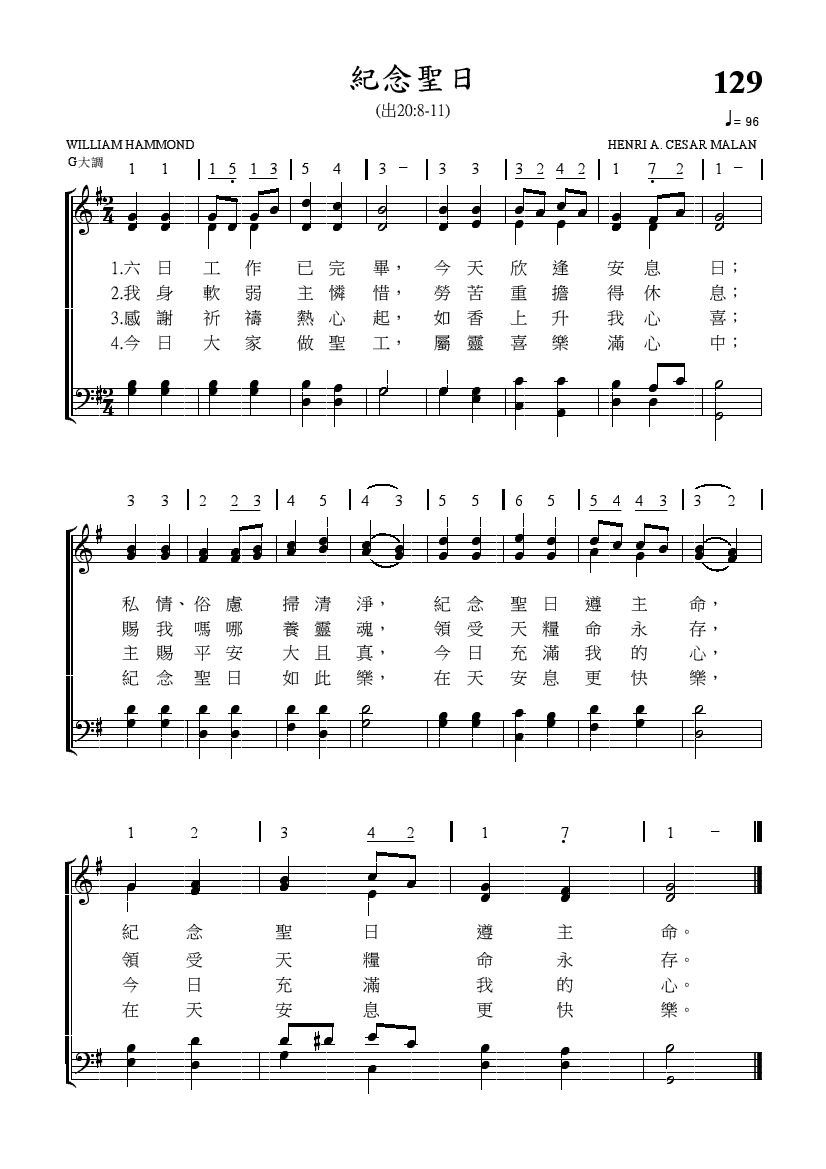 紀念聖日
129
(出20:8-11)
= 96
WILLIAM HAMMOND
HENRI A. CESAR MALAN
G大調
1 1 1 5 1 3 5 4 3 – 3 3 3 2 4 2 1 7 2 1 –
2 4
1.六日工作已完畢，今天欣逢安息日；
2.我身軟弱主憐惜，勞苦重擔得休息；
3.感謝祈禱熱心起，如香上升我心喜；
4.今日大家做聖工，屬靈喜樂滿心中；
2 4
3 3 2 2 3 4 5 4 3 5 5 6 5 5 4 4 3 3 2
私情、俗慮掃清淨，紀念聖日遵主命，
賜我嗎哪養靈魂，領受天糧命永存，
主賜平安大且真，今日充滿我的心，
紀念聖日如此樂，在天安息更快樂，
1 2 3 4 2 1 7 1 –
紀念聖日遵主命。
領受天糧命永存。
今日充滿我的心。
在天安息更快樂。